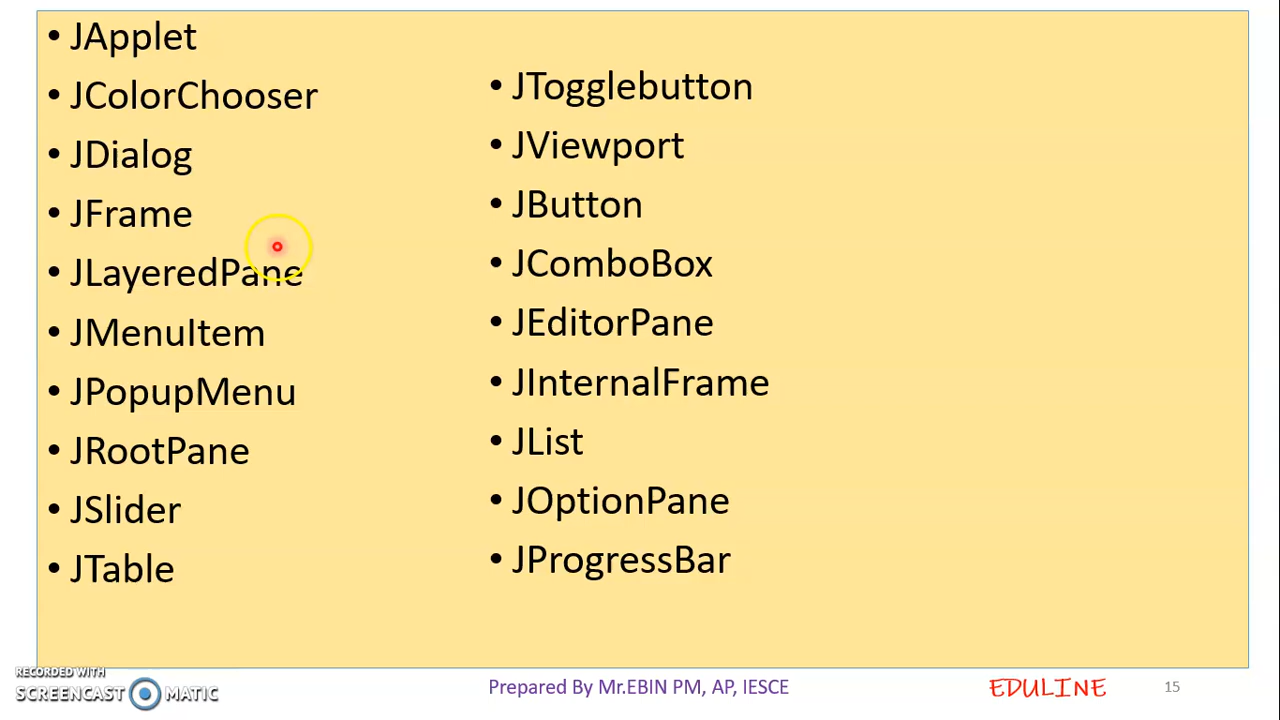 • JApplet
• JColorChooser
• JDialog
• JFrame
• JLayeredPane
• JMenuItem
• JPopupMenu
• JRootPane
• JSlider
• JTable
• JTogglebutton
• JViewport
• JButton
• JComboBox
• JEditorPane
• JInternalFrame
• JList
• JOptionPane
• JProgressBar
RECORDED WITH
SCREENCAST MATIC
Prepared By Mr.EBIN PM, AP, IESCE
EDULINE
15